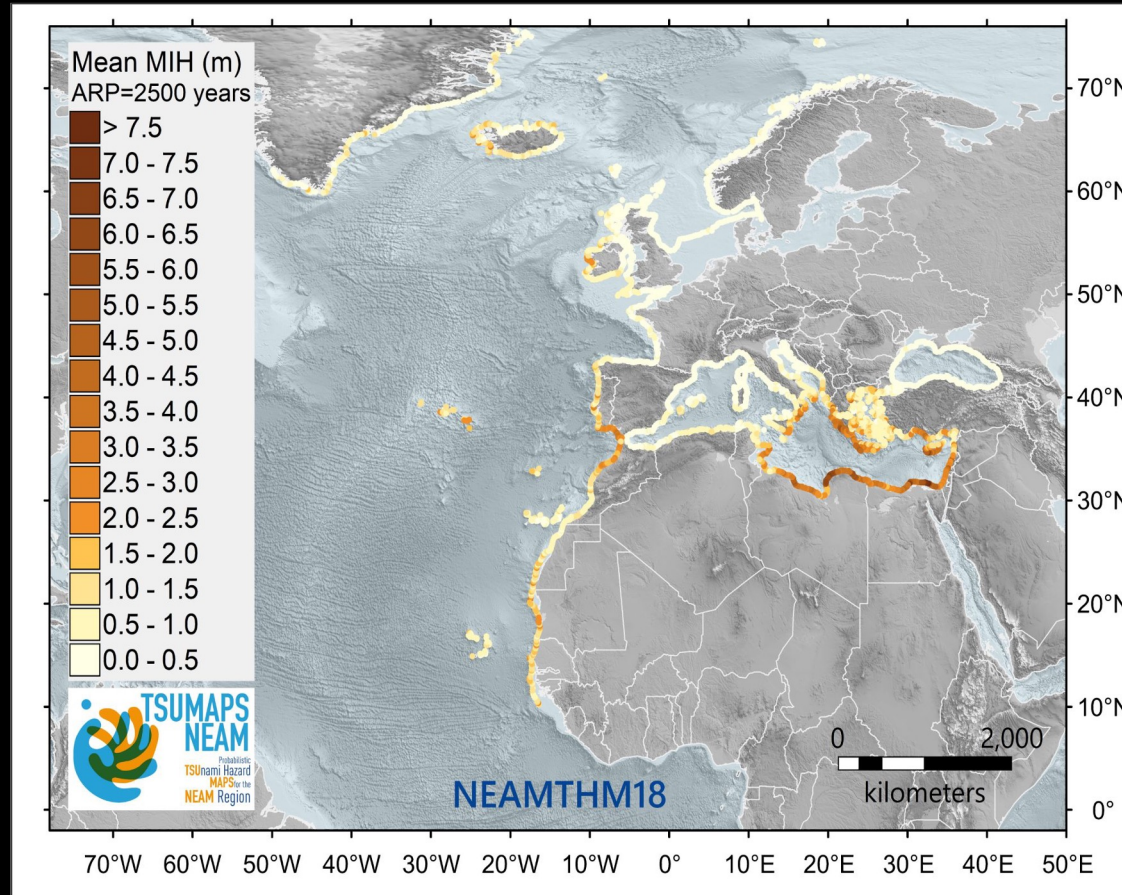 Mean MIH (m)
ARP=2500 years
> 7.5
7.0 - 7.5
6.5 - 7.0
6.0 - 6.5
5.5 - 6.0
5.0 - 5.5
4.5 - 5.0
4.0 - 4.5
3.5 - 4.0
3.0 - 3.5
2.5 - 3.0
2.0 - 2.5
1.5 - 2.0
1.0 - 1.5
0.5 - 1.0
0.0 - 0.5
TSUMAPS
NEAM
Probabilistic
TSUnami Hazard
MAPS for the
NEAM Region
NEAMTHM18
0 2,000
kilometers
70°N
60°N
50°N
40°N
30°N
20°N
10°N
0°
70°W 60°W 50°W 40°W 30°W 20°W 10°W 0° 10°E 20°E 30°E 40°E 50°E